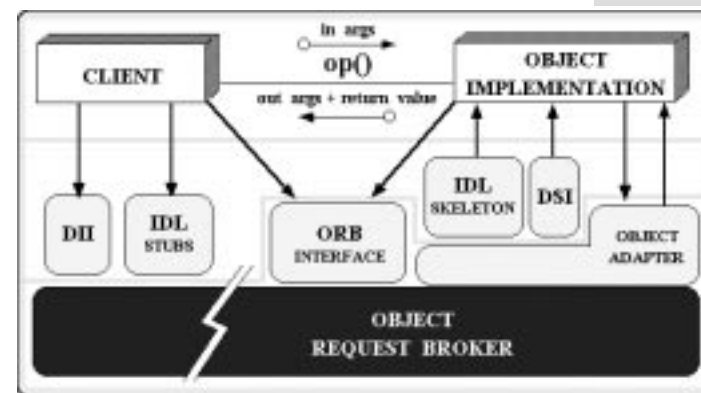 in args
op()
out args + return value
CLIENT
OBJECT
IMPLEMENTATION
DII
IDL
STUBS
ORB
INTERFACE
IDL
SKELETON
DSI
OBJECT
ADAPTER
OBJECT
REQUEST BROKER